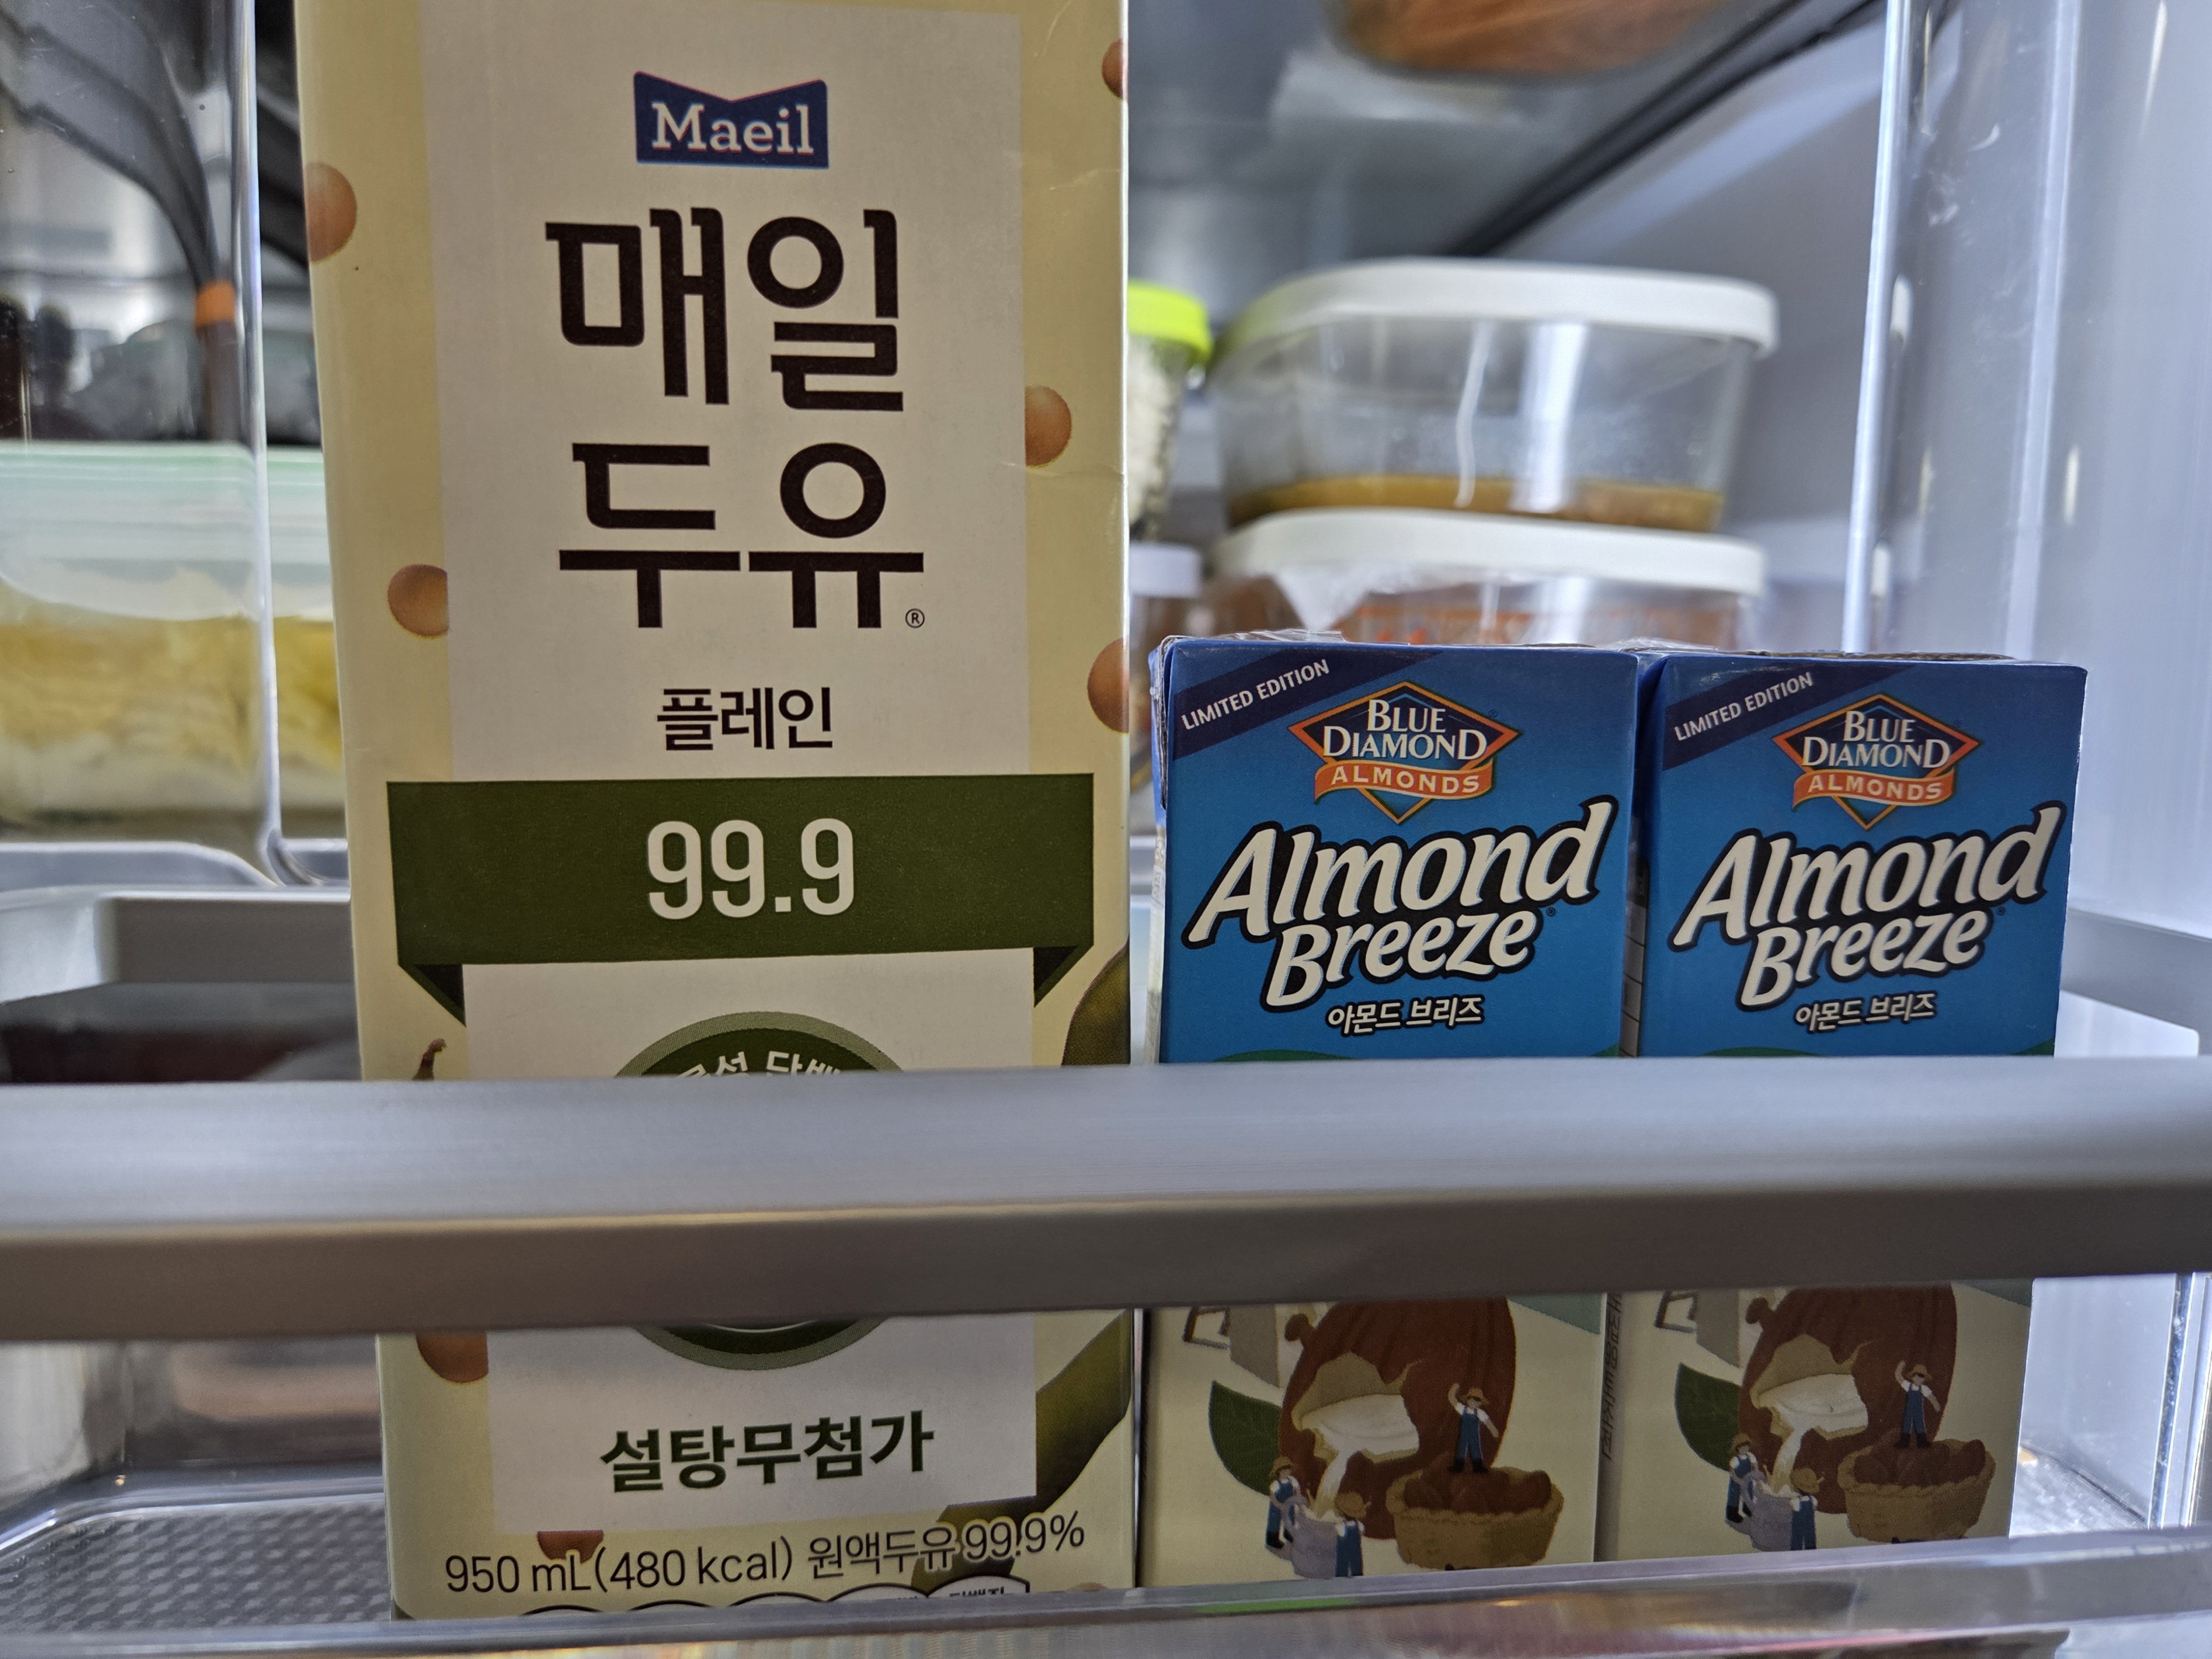 Maeil
매일
두유®
플레인
99.9
설탕무첨가
950 mL(480 kcal) 원액두유 99.9%
LIMITED EDITION
BLUE
DIAMOND
ALMONDS
Almond
Breeze
아몬드 브리즈
LIMITED EDITION
BLUE
DIAMOND
ALMONDS
Almond
Breeze
아몬드 브리즈